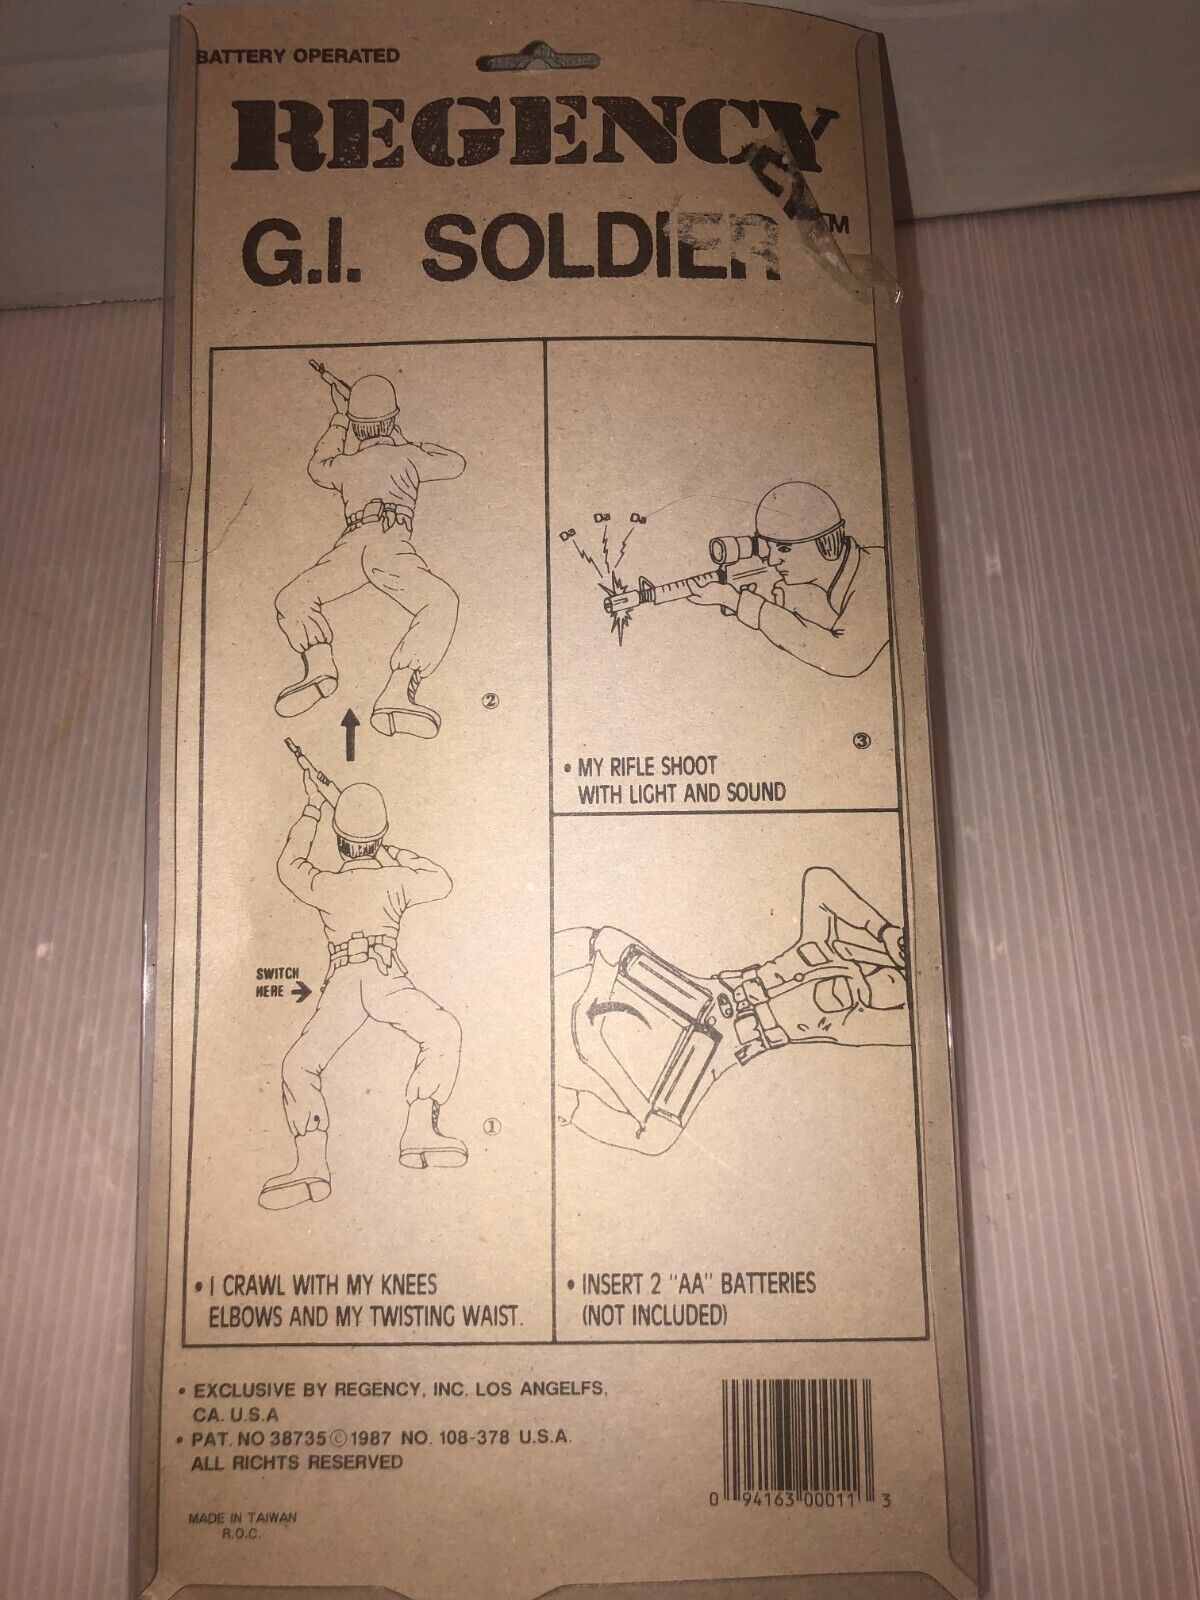 BATTERY OPERATED
REGENCY
G.I. SOLDIER ™
②
SWITCH
HERE →
①
• I CRAWL WITH MY KNEES
ELBOWS AND MY TWISTING WAIST.
Da Da Da
③
• MY RIFLE SHOOT
WITH LIGHT AND SOUND
• INSERT 2 "AA" BATTERIES
(NOT INCLUDED)
• EXCLUSIVE BY REGENCY, INC. LOS ANGELFS,
CA. U.S.A
• PAT. NO 38735 © 1987 NO. 108-378 U.S.A.
ALL RICHTS RESERVED
MADE IN TAIWAN
R.O.C.
0 94163 00011 3